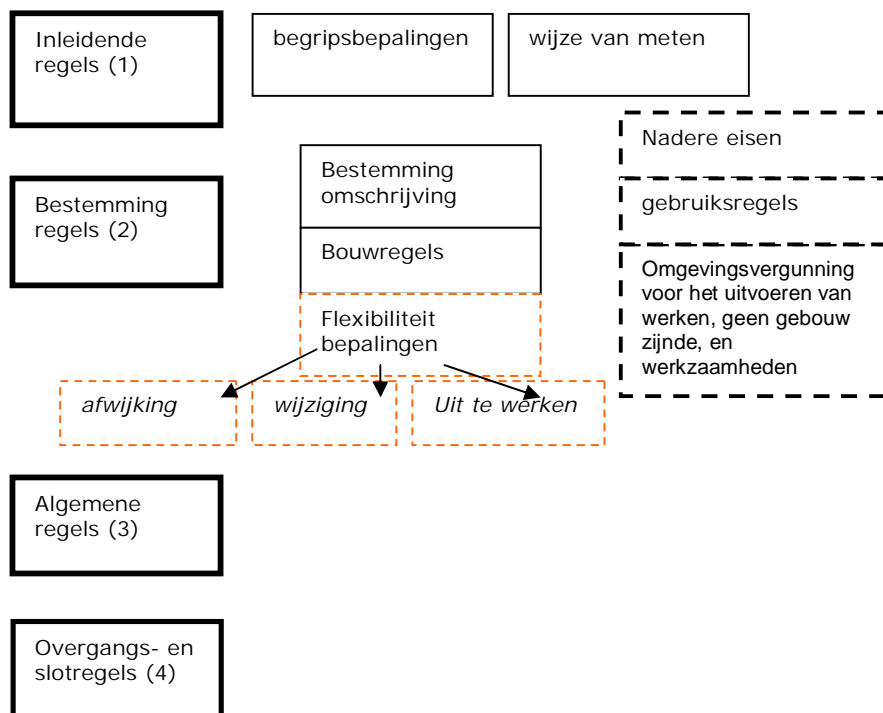 Inleidende
regels (1)
begripsbepalingen
wijze van meten
Nadere eisen
Bestemming
regels (2)
Bestemming
omschrijving
gebruiksregels
Bouwregels
Omgevingsvergunning
voor het uitvoeren van
werken, geen gebouw
zijnde, en
werkzaamheden
Flexibiliteit
bepalingen
afwijking
wijziging
Uit te werken
Algemene
regels (3)
Overgangs- en
slotregels (4)